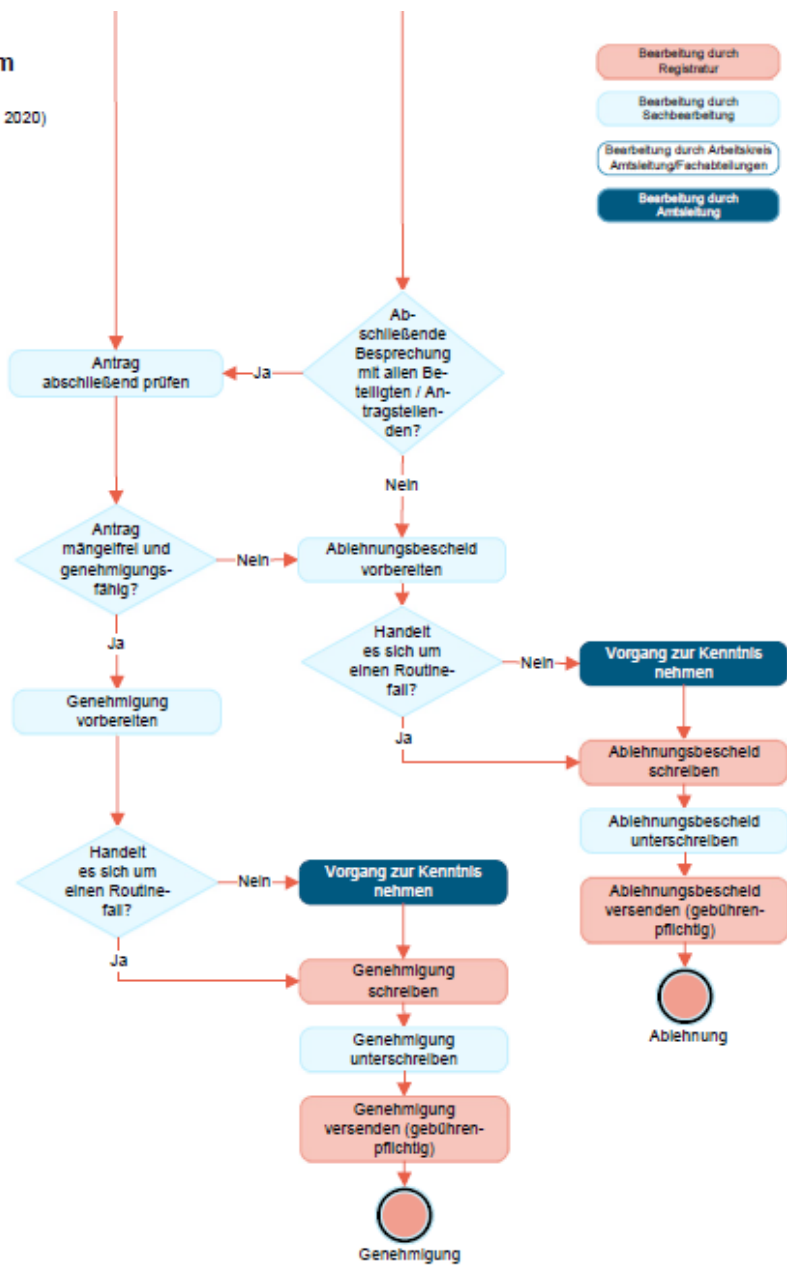 m
2020)
Bearbeitung durch
Registratur
Bearbeitung durch
Sachbearbeitung
Bearbeitung durch Arbeitskreis
Amtsleitung/Fachabteilungen
Bearbeitung durch
Amtsleitung
Ab-
schließende
Besprechung
mit allen Be-
teiligten / An-
tragstellen-
den?
Antrag
abschließend prüfen
Ja
Nein
Antrag
mängelfrei und
genehmigungs-
fähig?
Nein
Ablehnungsbescheid
vorbereiten
Ja
Handelt
es sich um
einen Routine-
fall?
Nein
Vorgang zur Kenntnis
nehmen
Genehmigung
vorbereiten
Ja
Ablehnungsbescheid
schreiben
Ablehnungsbescheid
unterschreiben
Handelt
es sich um
einen Routine-
fall?
Nein
Vorgang zur Kenntnis
nehmen
Ablehnungsbescheid
versenden (gebühren-
pflichtig)
Ja
Genehmigung
schreiben
Ablehnung
Genehmigung
unterschreiben
Genehmigung
versenden (gebühren-
pflichtig)
Genehmigung